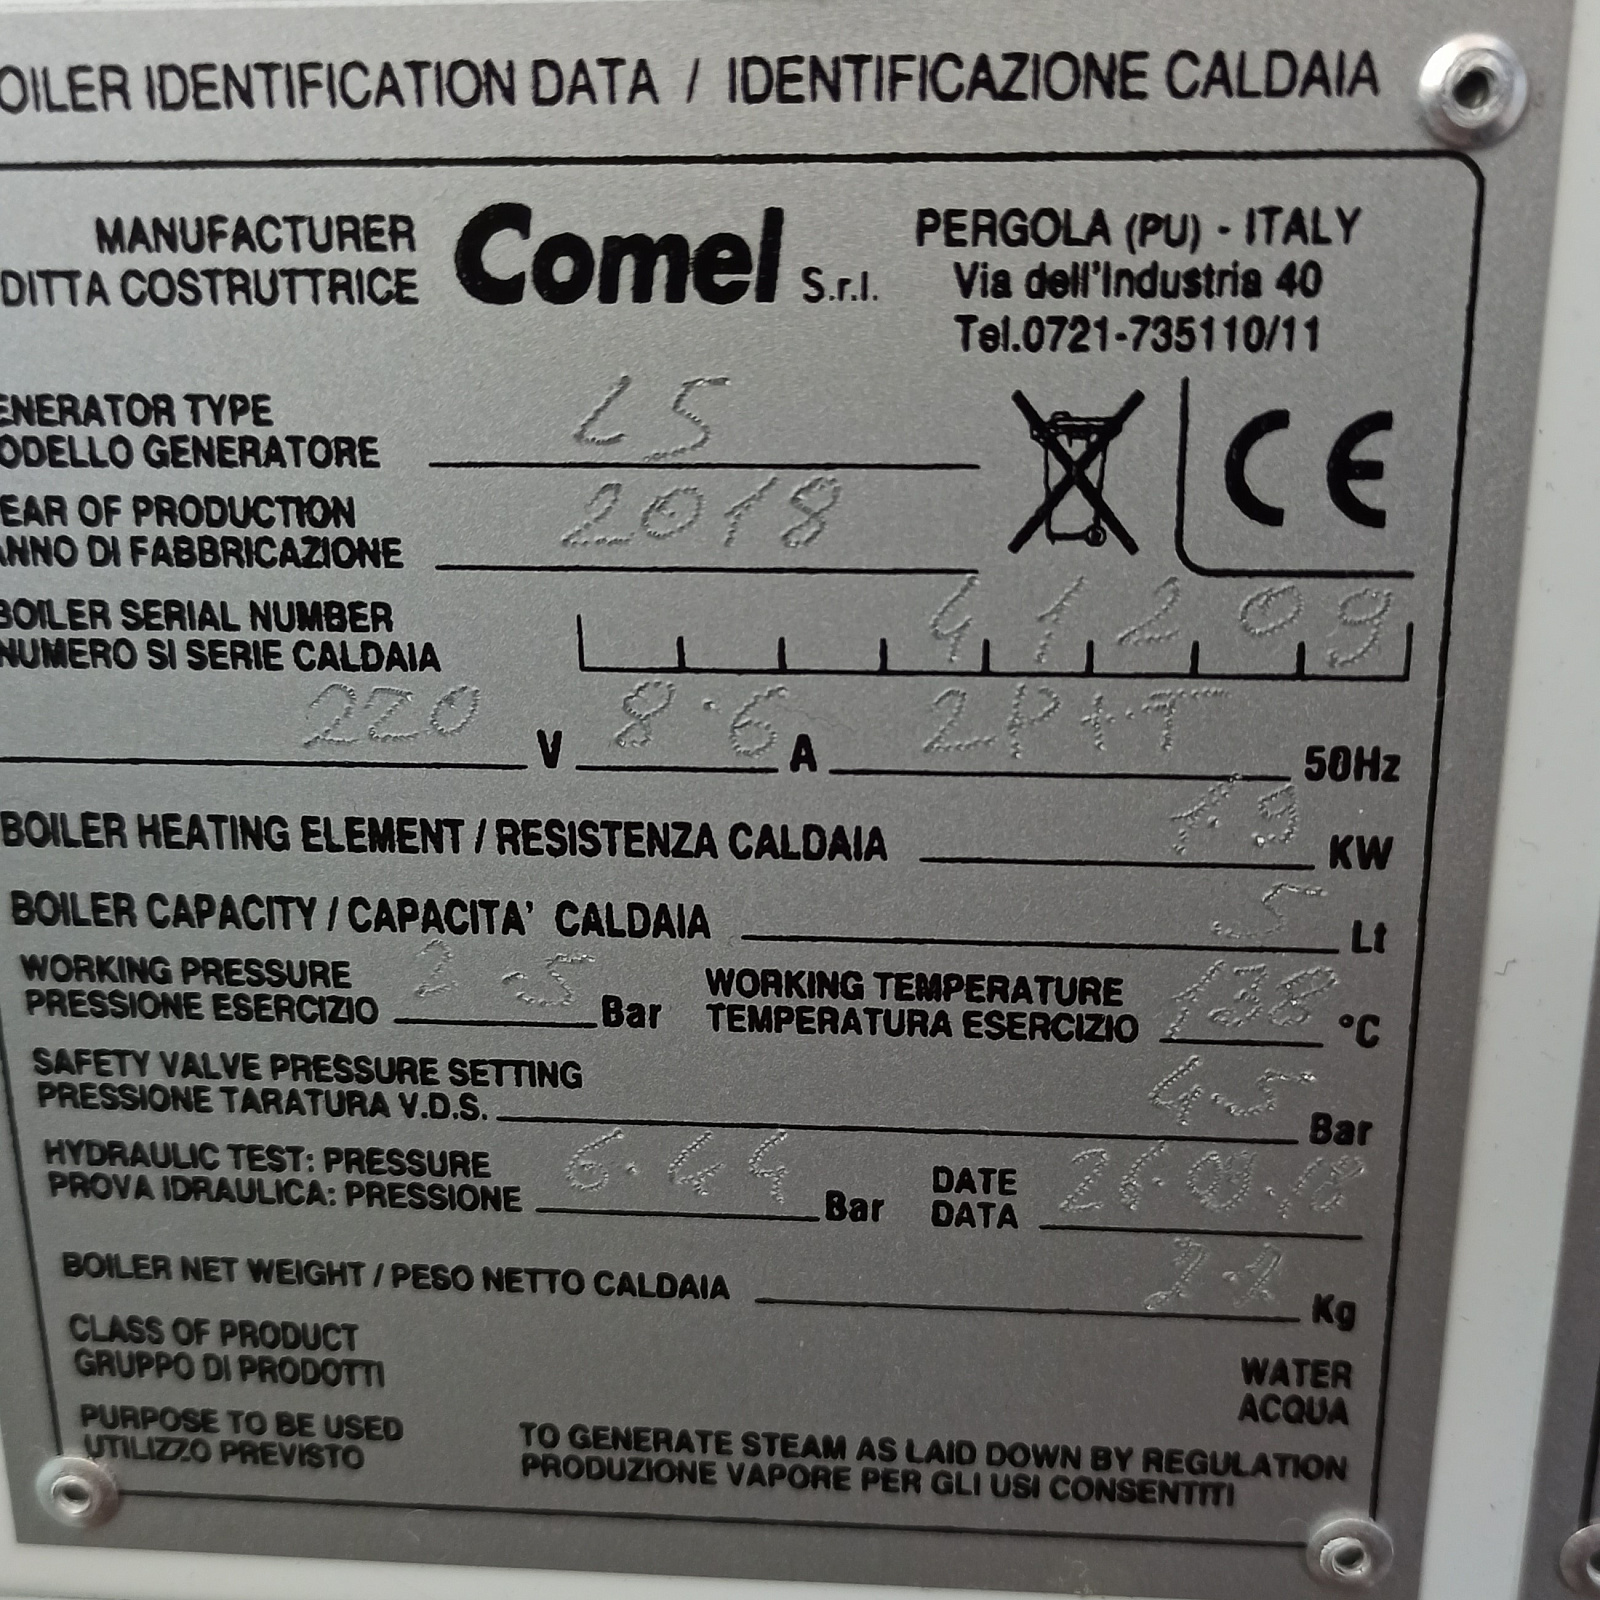 OILER IDENTIFICATION DATA / IDENTIFICAZIONE CALDAIA
MANUFACTURER
DITTA COSTRUTTRICE
Comel S.r.l.
PERGOLA (PU) - ITALY
Via dell'Industria 40
Tel.0721-735110/11
ENERATOR TYPE
ODELLO GENERATORE
L5
EAR OF PRODUCTION
ANNO DI FABBRICAZIONE
2018
CE
BOILER SERIAL NUMBER
NUMERO SI SERIE CALDAIA
41209
220 V 8.6 A 2P+T 50Hz
BOILER HEATING ELEMENT / RESISTENZA CALDAIA 1.9 KW
BOILER CAPACITY / CAPACITA' CALDAIA 5 Lt
WORKING PRESSURE
PRESSIONE ESERCIZIO
2.5 Bar
WORKING TEMPERATURE
TEMPERATURA ESERCIZIO
138 °C
SAFETY VALVE PRESSURE SETTING
PRESSIONE TARATURA V.D.S.
4.5 Bar
HYDRAULIC TEST: PRESSURE
PROVA IDRAULICA: PRESSIONE
6.44 Bar
DATE
DATA
BOILER NET WEIGHT / PESO NETTO CALDAIA Kg
CLASS OF PRODUCT
GRUPPO DI PRODOTTI
WATER
ACQUA
PURPOSE TO BE USED
UTILIZZO PREVISTO
TO GENERATE STEAM AS LAID DOWN BY REGULATION
PRODUZIONE VAPORE PER GLI USI CONSENTITI